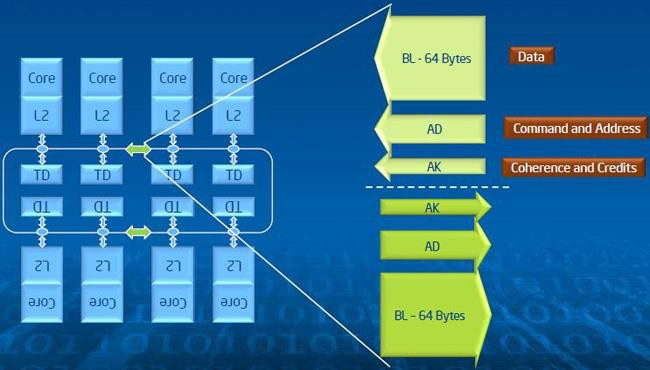 Core Core Core Core
L2 L2 L2 L2
TD TD TD TD
TD TD TD TD
L2 L2 L2 L2
Core Core Core Core
BL - 64 Bytes
Data
AD
Command and Address
AK
Coherence and Credits
AK
AD
BL - 64 Bytes